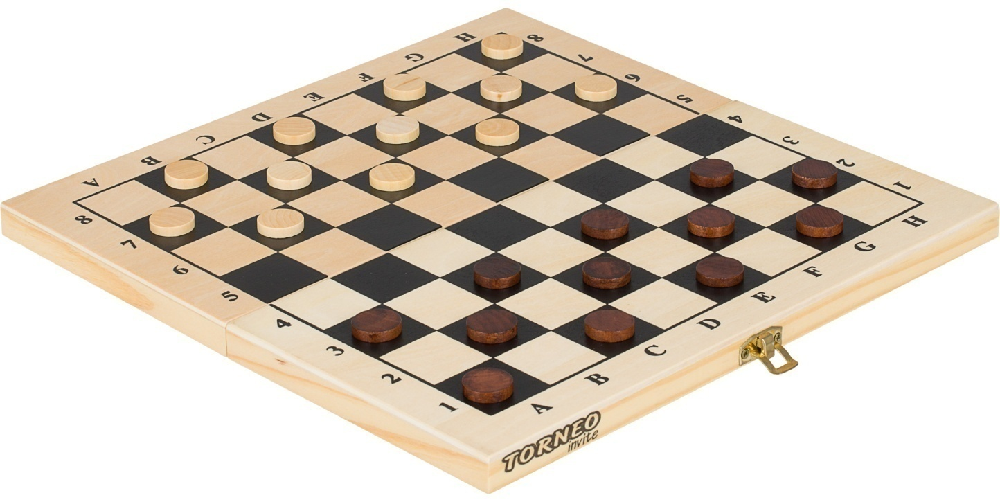 H G F E D C B A
8 7 6 5 4 3 2 1
8 7 6 5 4 3 2 1
A B C D E F G H
TORNEO
invite